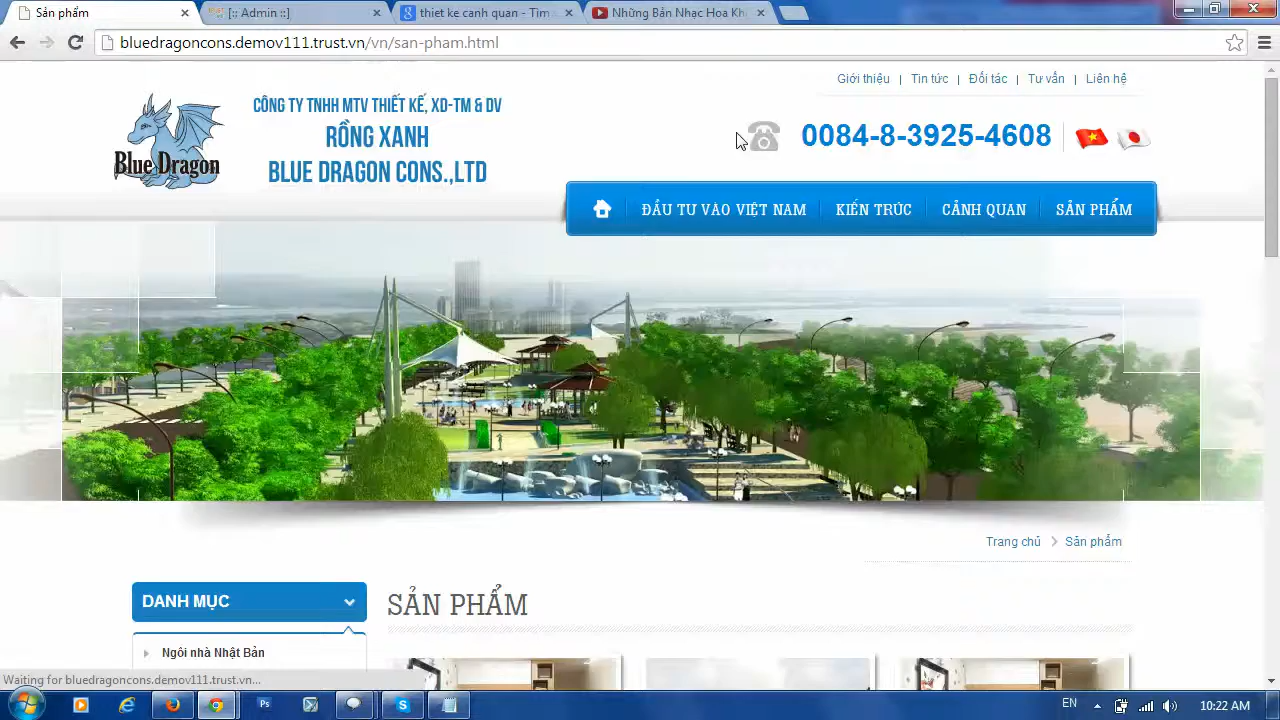 Sản phẩm
[:: Admin ::]
thiet ke canh quan - Tìm
Những Bản Nhạc Hoa Kh
bluedragoncons.demov111.trust.vn/vn/san-pham.html
Giới thiệu | Tin tức | Đối tác | Tư vấn | Liên hệ
Blue Dragon
CÔNG TY TNHH MTV THIẾT KẾ, XD-TM & DV
RỒNG XANH
BLUE DRAGON CONS.,LTD
0084-8-3925-4608
ĐẦU TƯ VÀO VIỆT NAM KIẾN TRÚC CẢNH QUAN SẢN PHẨM
Trang chủ Sản phẩm
DANH MỤC
SẢN PHẨM
Ngôi nhà Nhật Bản
Waiting for bluedragoncons.demov111.trust.vn...
Ps
EN
10:22 AM